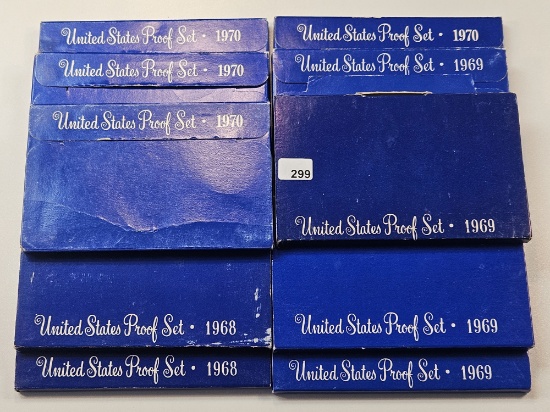 United States Proof Set · 1970
United States Proof Set · 1970
United States Proof Set · 1970
United States Proof Set · 1968
United States Proof Set · 1968
United States Proof Set · 1970
United States Proof Set · 1969
299
United States Proof Set · 1969
United States Proof Set · 1969
United States Proof Set · 1969